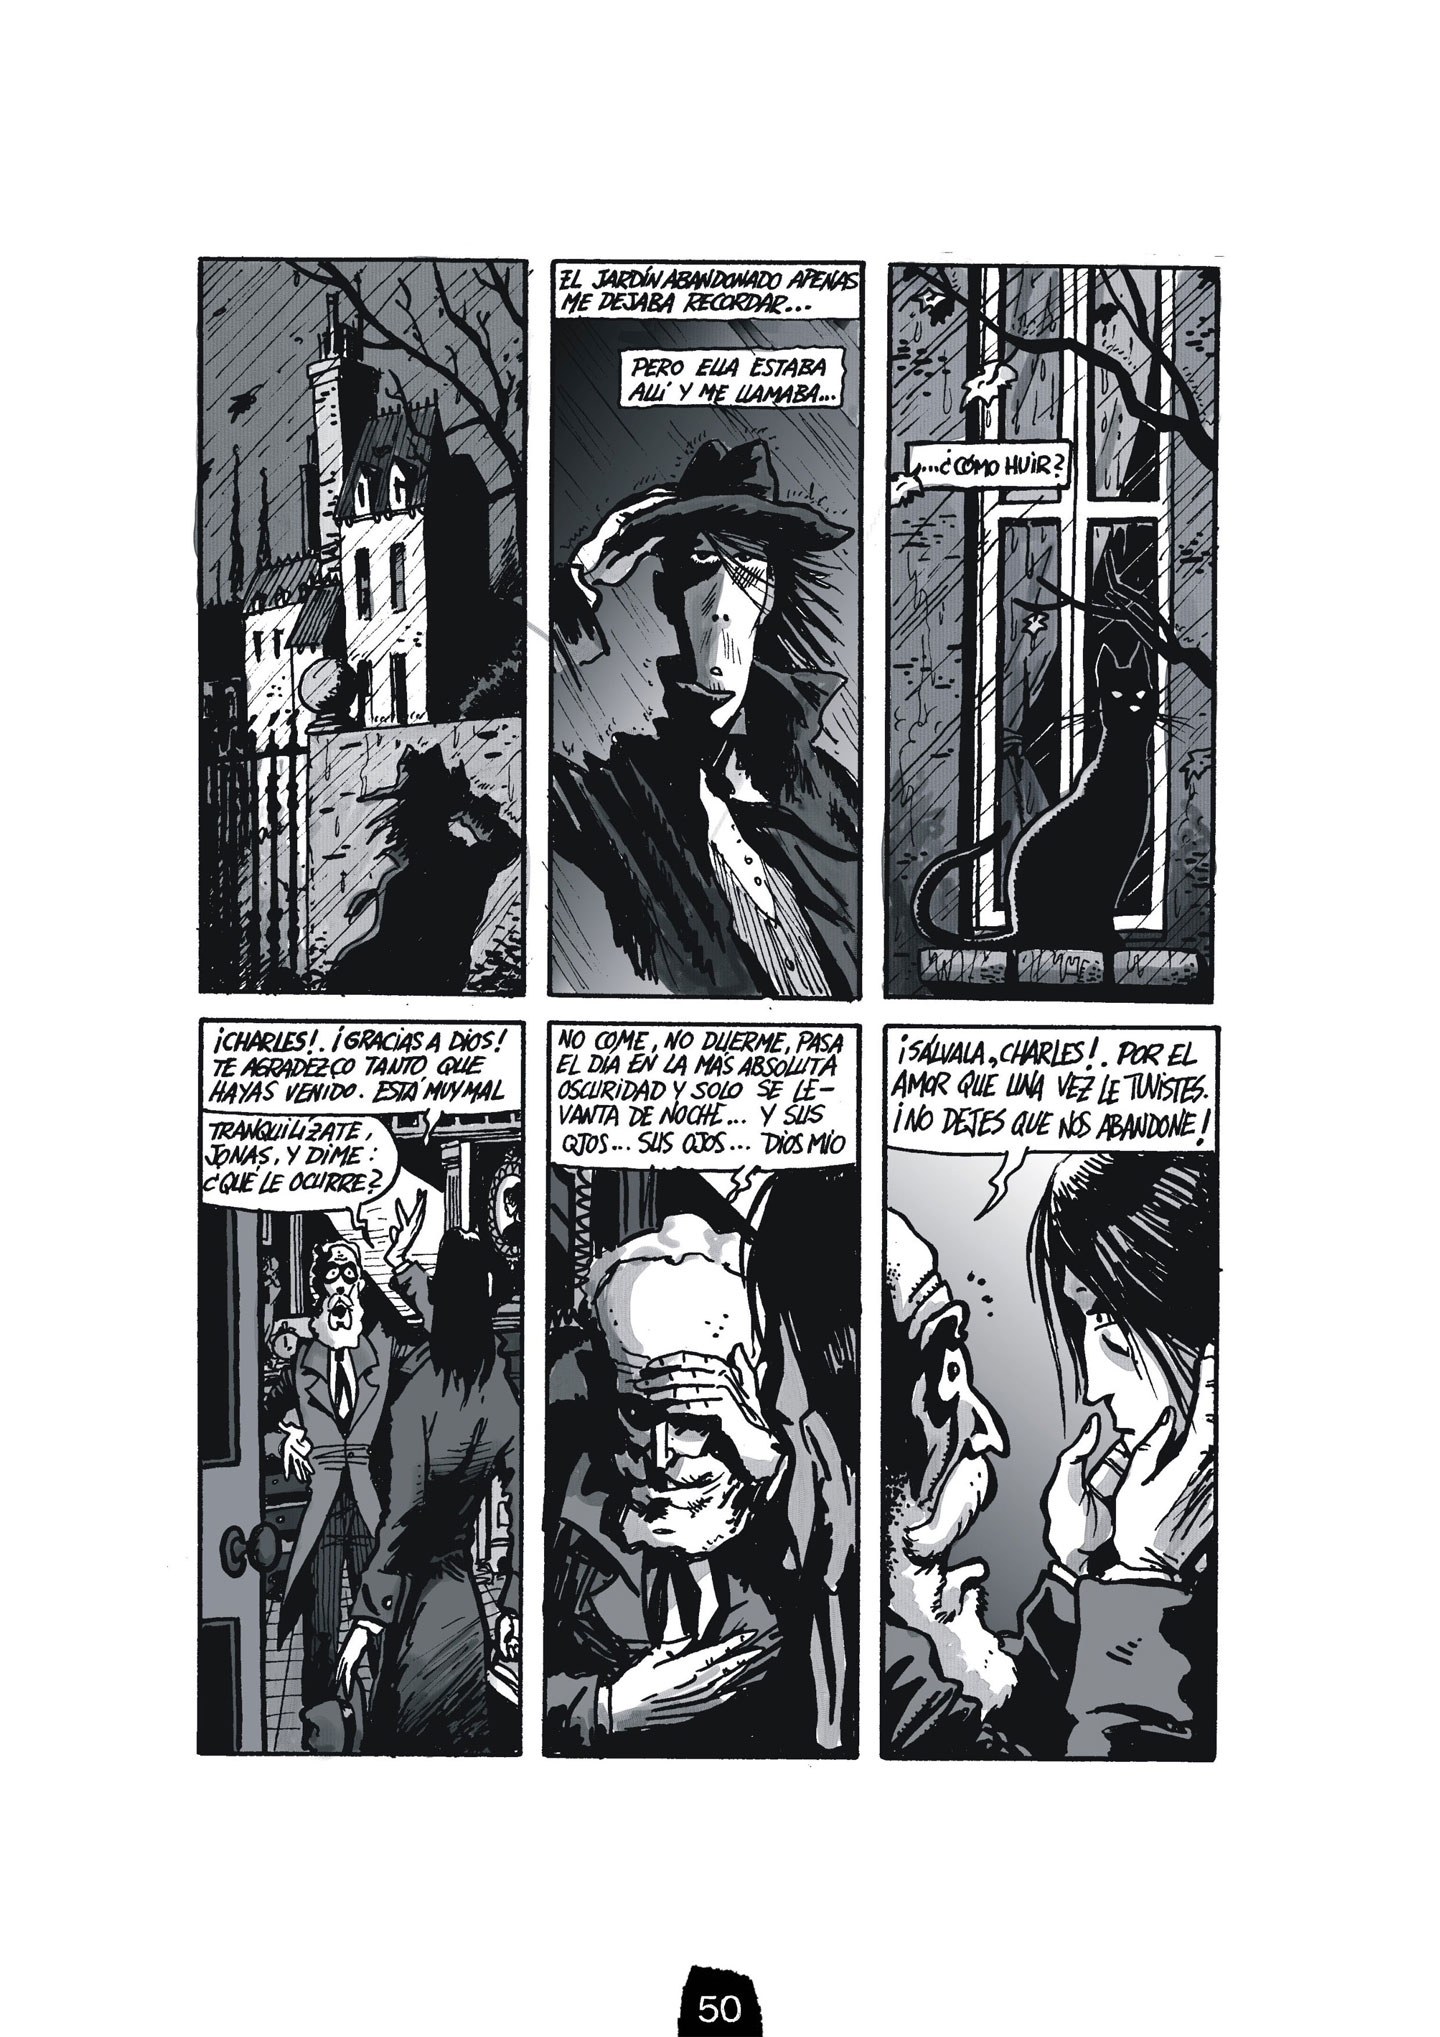 EL JARDÍN ABANDONADO APENAS
ME DEJABA RECORDAR...
PERO ELLA ESTABA
ALLÍ Y ME LLAMABA...
...¿CÓMO HUIR?
¡CHARLES!. ¡GRACIAS A DIOS!
TE AGRADEZCO TANTO QUE
HAYAS VENIDO. ESTÁ MUY MAL
TRANQUILÍZATE,
JONAS, Y DIME:
¿QUÉ LE OCURRE?
NO COME, NO DUERME, PASA
EL DÍA EN LA MÁS ABSOLUTA
OSCURIDAD Y SOLO SE LE-
VANTA DE NOCHE... Y SUS
OJOS... SUS OJOS... DIOS MIO
¡SÁLVALA, CHARLES!. POR EL
AMOR QUE UNA VEZ LE TUVISTES.
¡NO DEJES QUE NOS ABANDONE!
50